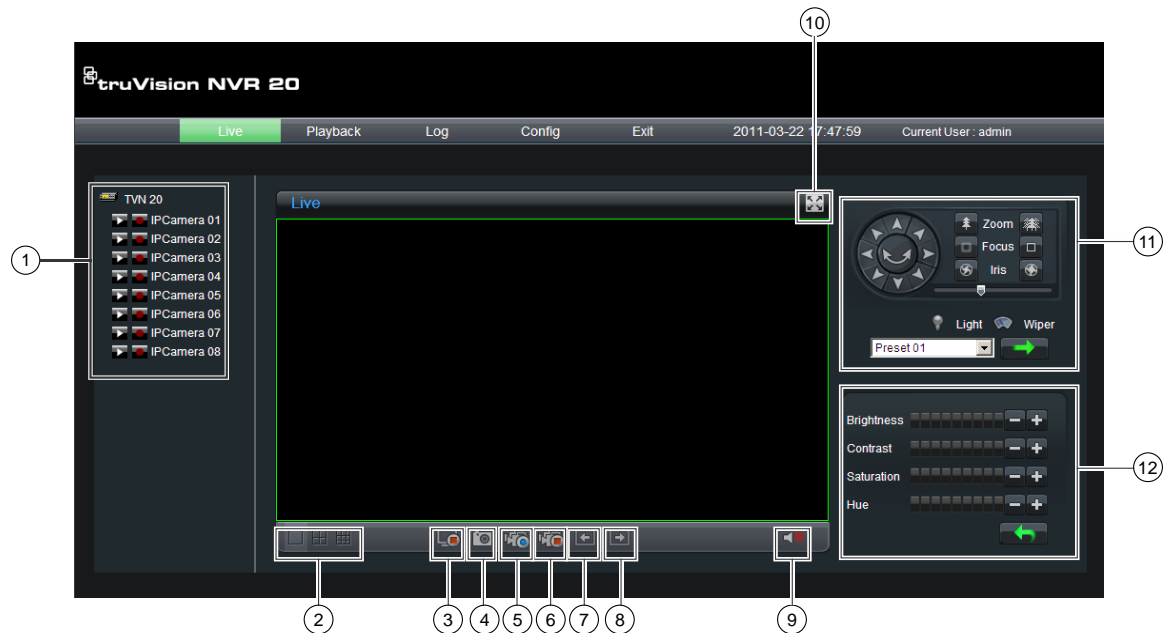 10
truVision NVR 20
Live Playback Log Config Exit 2011-03-22 17:47:59 Current User : admin
TVN 20
IPCamera 01
IPCamera 02
IPCamera 03
IPCamera 04
IPCamera 05
IPCamera 06
IPCamera 07
IPCamera 08
1
Live
Zoom
Focus
Iris
Light Wiper
Preset 01
11
Brightness
Contrast
Saturation
Hue
12
2 3 4 5 6 7 8 9